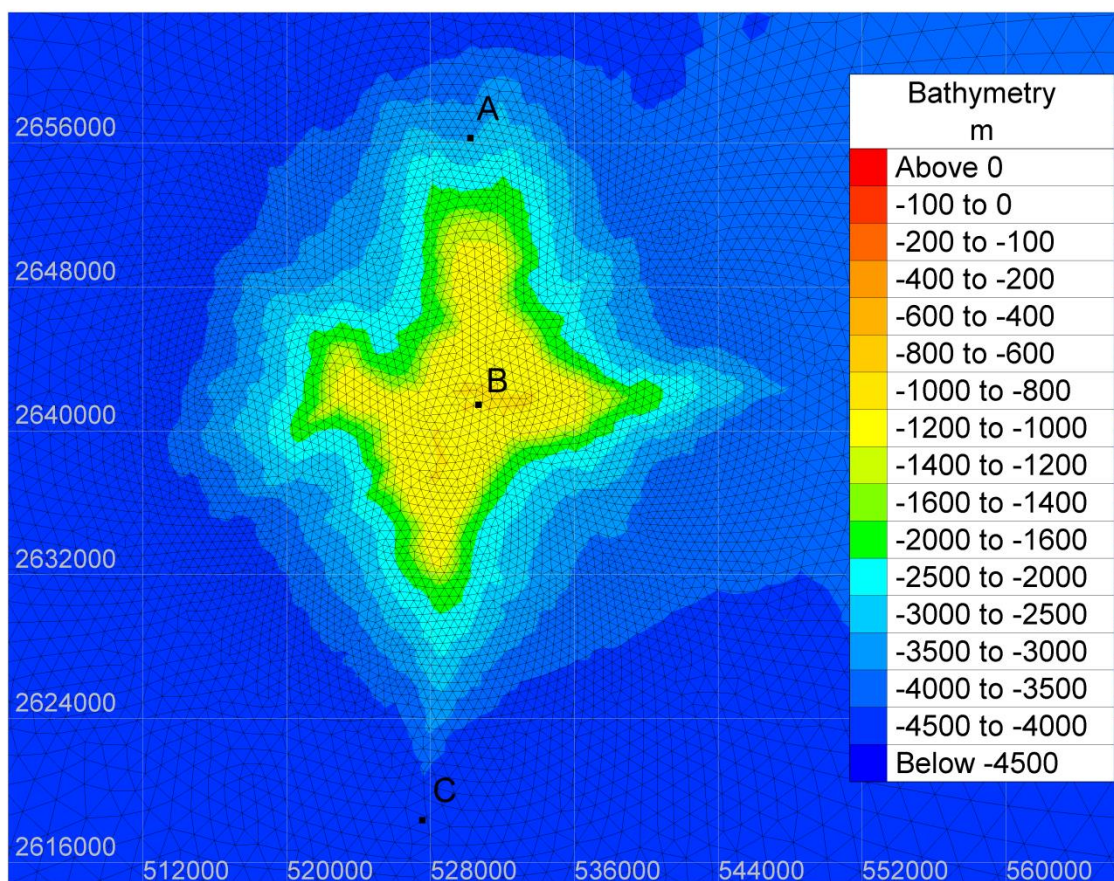 A
2656000
2648000
B
2640000
2632000
2624000
C
2616000
512000 520000 528000 536000 544000 552000 560000
Bathymetry
m
Above 0
-100 to 0
-200 to -100
-400 to -200
-600 to -400
-800 to -600
-1000 to -800
-1200 to -1000
-1400 to -1200
-1600 to -1400
-2000 to -1600
-2500 to -2000
-3000 to -2500
-3500 to -3000
-4000 to -3500
-4500 to -4000
Below -4500